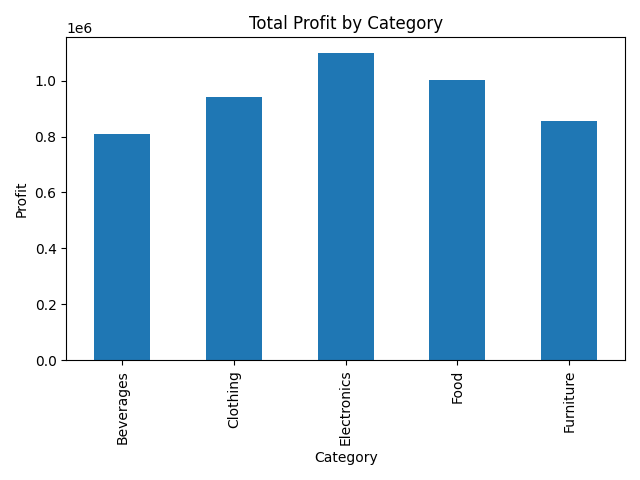 Total Profit by Category
1e6
1.0
0.8
0.6
0.4
0.2
0.0
Profit
Beverages
Clothing
Electronics
Food
Furniture
Category